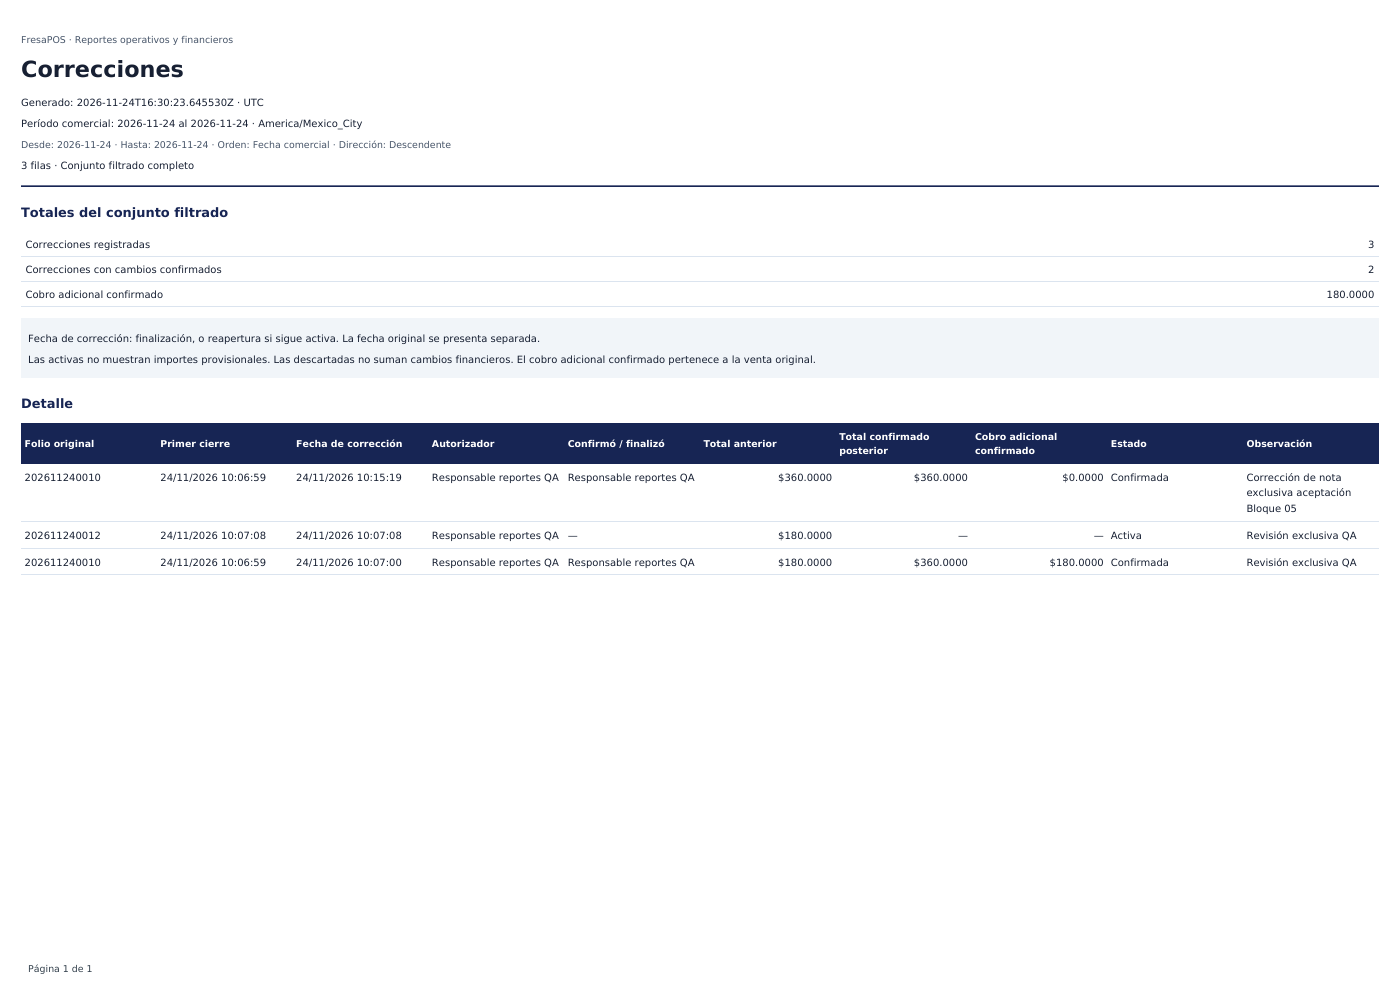 FresaPOS · Reportes operativos y financieros
Correcciones
Generado: 2026-11-24T16:30:23.645530Z · UTC
Período comercial: 2026-11-24 al 2026-11-24 · America/Mexico_City
Desde: 2026-11-24 · Hasta: 2026-11-24 · Orden: Fecha comercial · Dirección: Descendente
3 filas · Conjunto filtrado completo
Totales del conjunto filtrado
Correcciones registradas 3
Correcciones con cambios confirmados 2
Cobro adicional confirmado 180.0000
Fecha de corrección: finalización, o reapertura si sigue activa. La fecha original se presenta separada.
Las activas no muestran importes provisionales. Las descartadas no suman cambios financieros. El cobro adicional confirmado pertenece a la venta original.
Detalle
Folio original Primer cierre Fecha de corrección Autorizador Confirmó / finalizó Total anterior Total confirmado posterior Cobro adicional confirmado Estado Observación
202611240010 24/11/2026 10:06:59 24/11/2026 10:15:19 Responsable reportes QA Responsable reportes QA $360.0000 $360.0000 $0.0000 Confirmada Corrección de nota
exclusiva aceptación
Bloque 05
202611240012 24/11/2026 10:07:08 24/11/2026 10:07:08 Responsable reportes QA — $180.0000 — — Activa Revisión exclusiva QA
202611240010 24/11/2026 10:06:59 24/11/2026 10:07:00 Responsable reportes QA Responsable reportes QA $180.0000 $360.0000 $180.0000 Confirmada Revisión exclusiva QA
Página 1 de 1